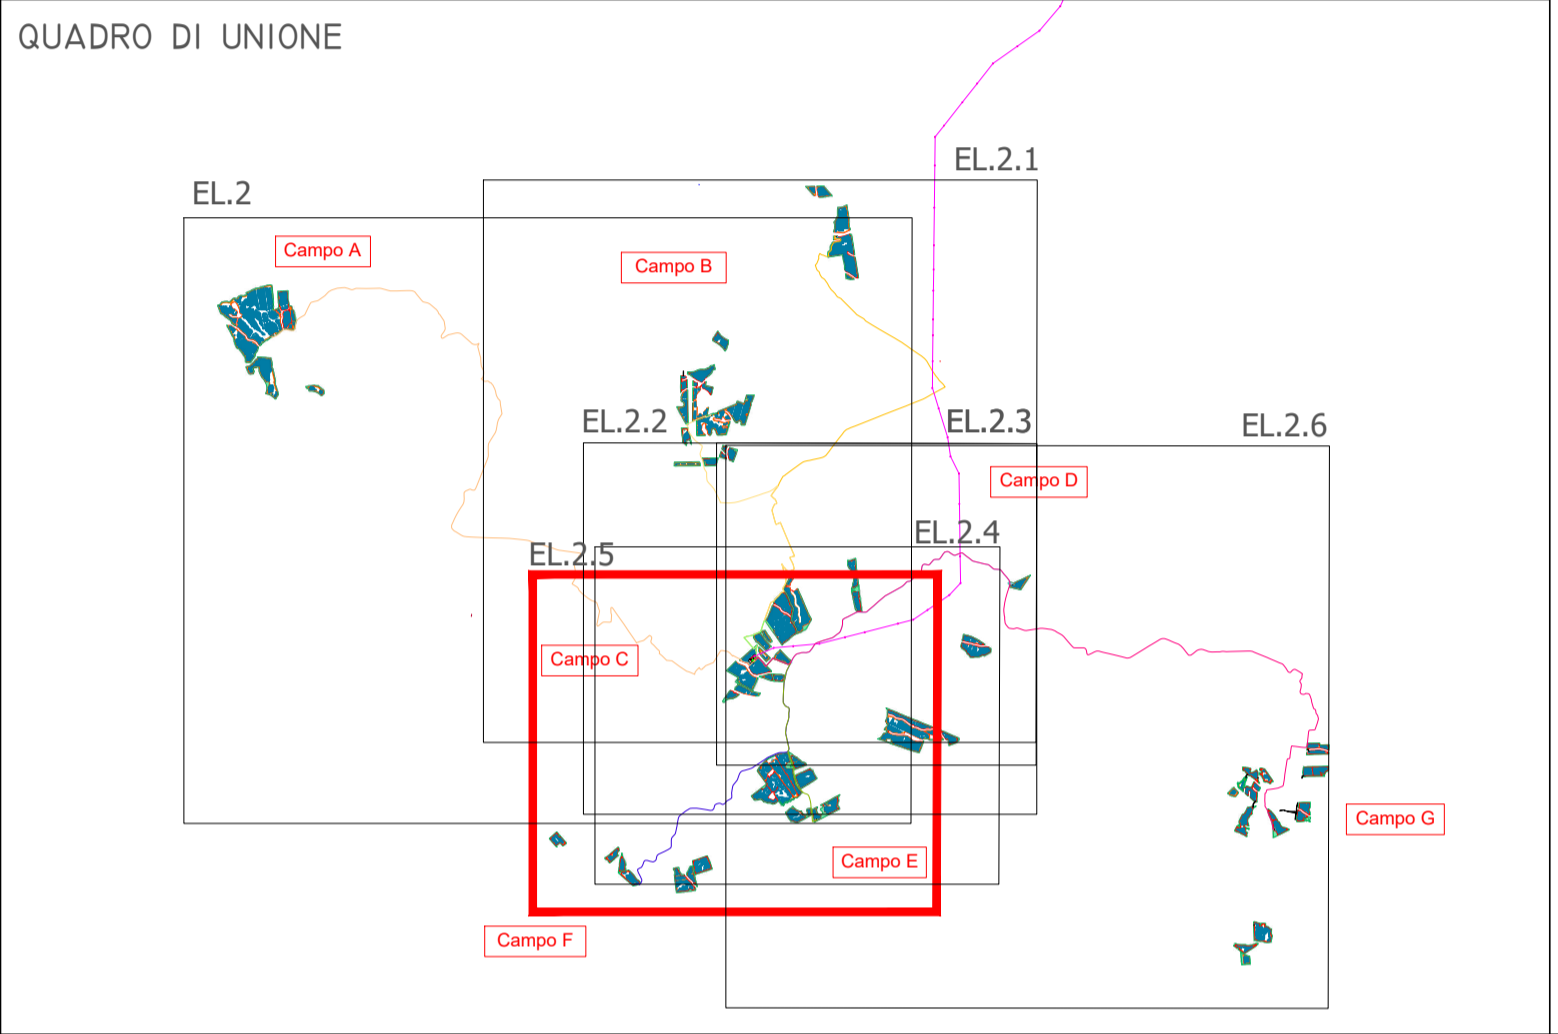 QUADRO DI UNIONE
EL.2.1
EL.2
Campo A
Campo B
EL.2.2
EL.2.3
EL.2.6
Campo D
EL.2.4
EL.2.5
Campo C
Campo G
Campo E
Campo F